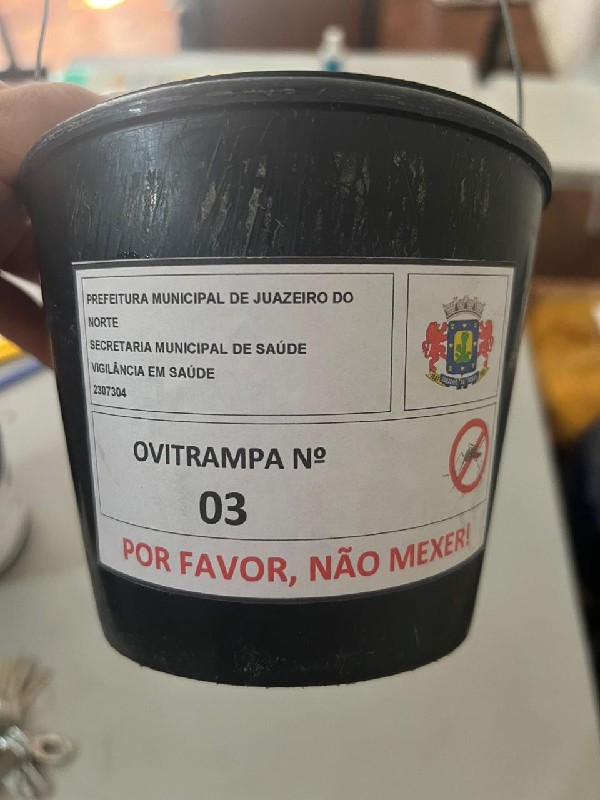 PREFEITURA MUNICIPAL DE JUAZEIRO DO
NORTE
SECRETARIA MUNICIPAL DE SAÚDE
VIGILÂNCIA EM SAÚDE
2397304
OVITRAMPA Nº
03
POR FAVOR, NÃO MEXER!